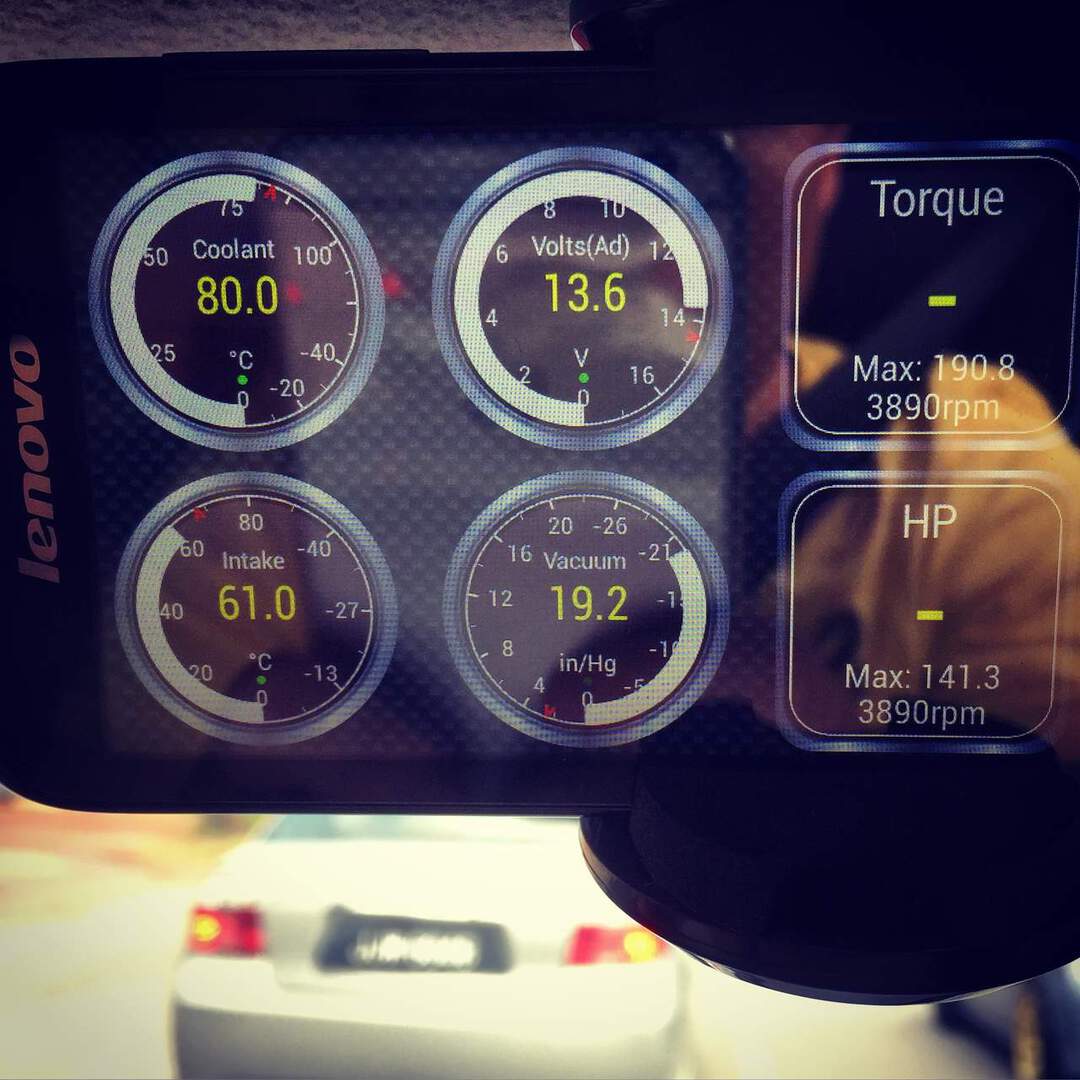 lenovo
75
50
Coolant
100
80.0
25
°C
-40
-20
0
8
10
6
Volts(Ad)
12
13.6
4
14
2
V
16
0
Torque
-
Max: 190.8
3890rpm
80
60
Intake
-40
61.0
40
-27
20
°C
-13
0
20
-26
16
Vacuum
-21
12
19.2
8
in/Hg
4
-5
0
HP
-
Max: 141.3
3890rpm